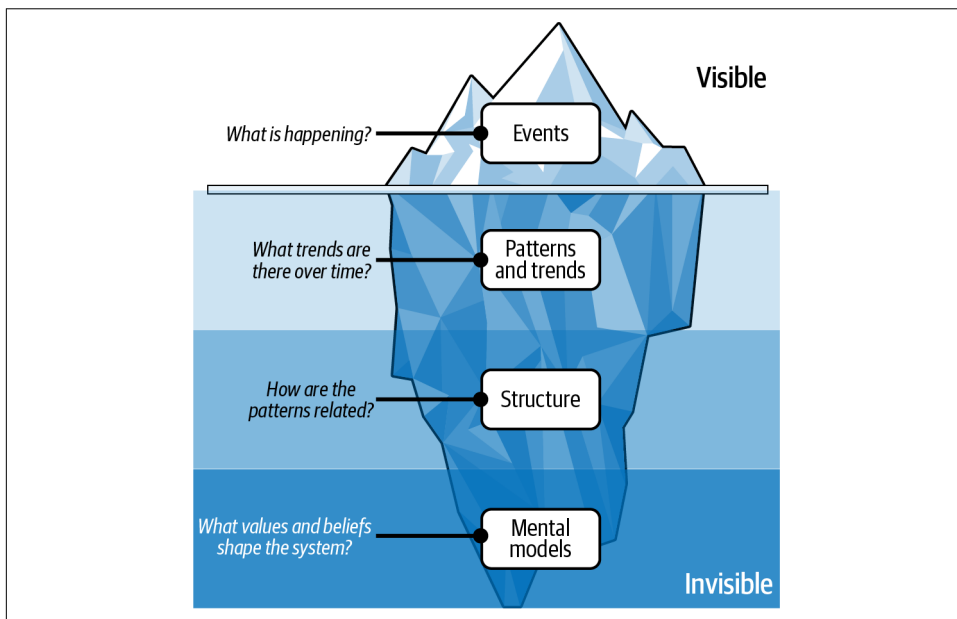 Visible
What is happening?
Events
What trends are
there over time?
Patterns
and trends
How are the
patterns related?
Structure
What values and beliefs
shape the system?
Mental
models
Invisible